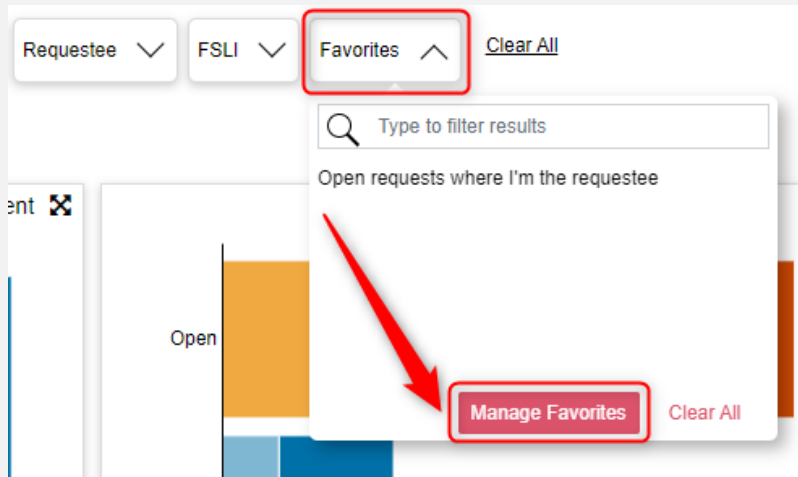 Requestee
FSLI
Favorites
Clear All
Type to filter results
Open requests where I'm the requestee
ent
Open
Manage Favorites
Clear All